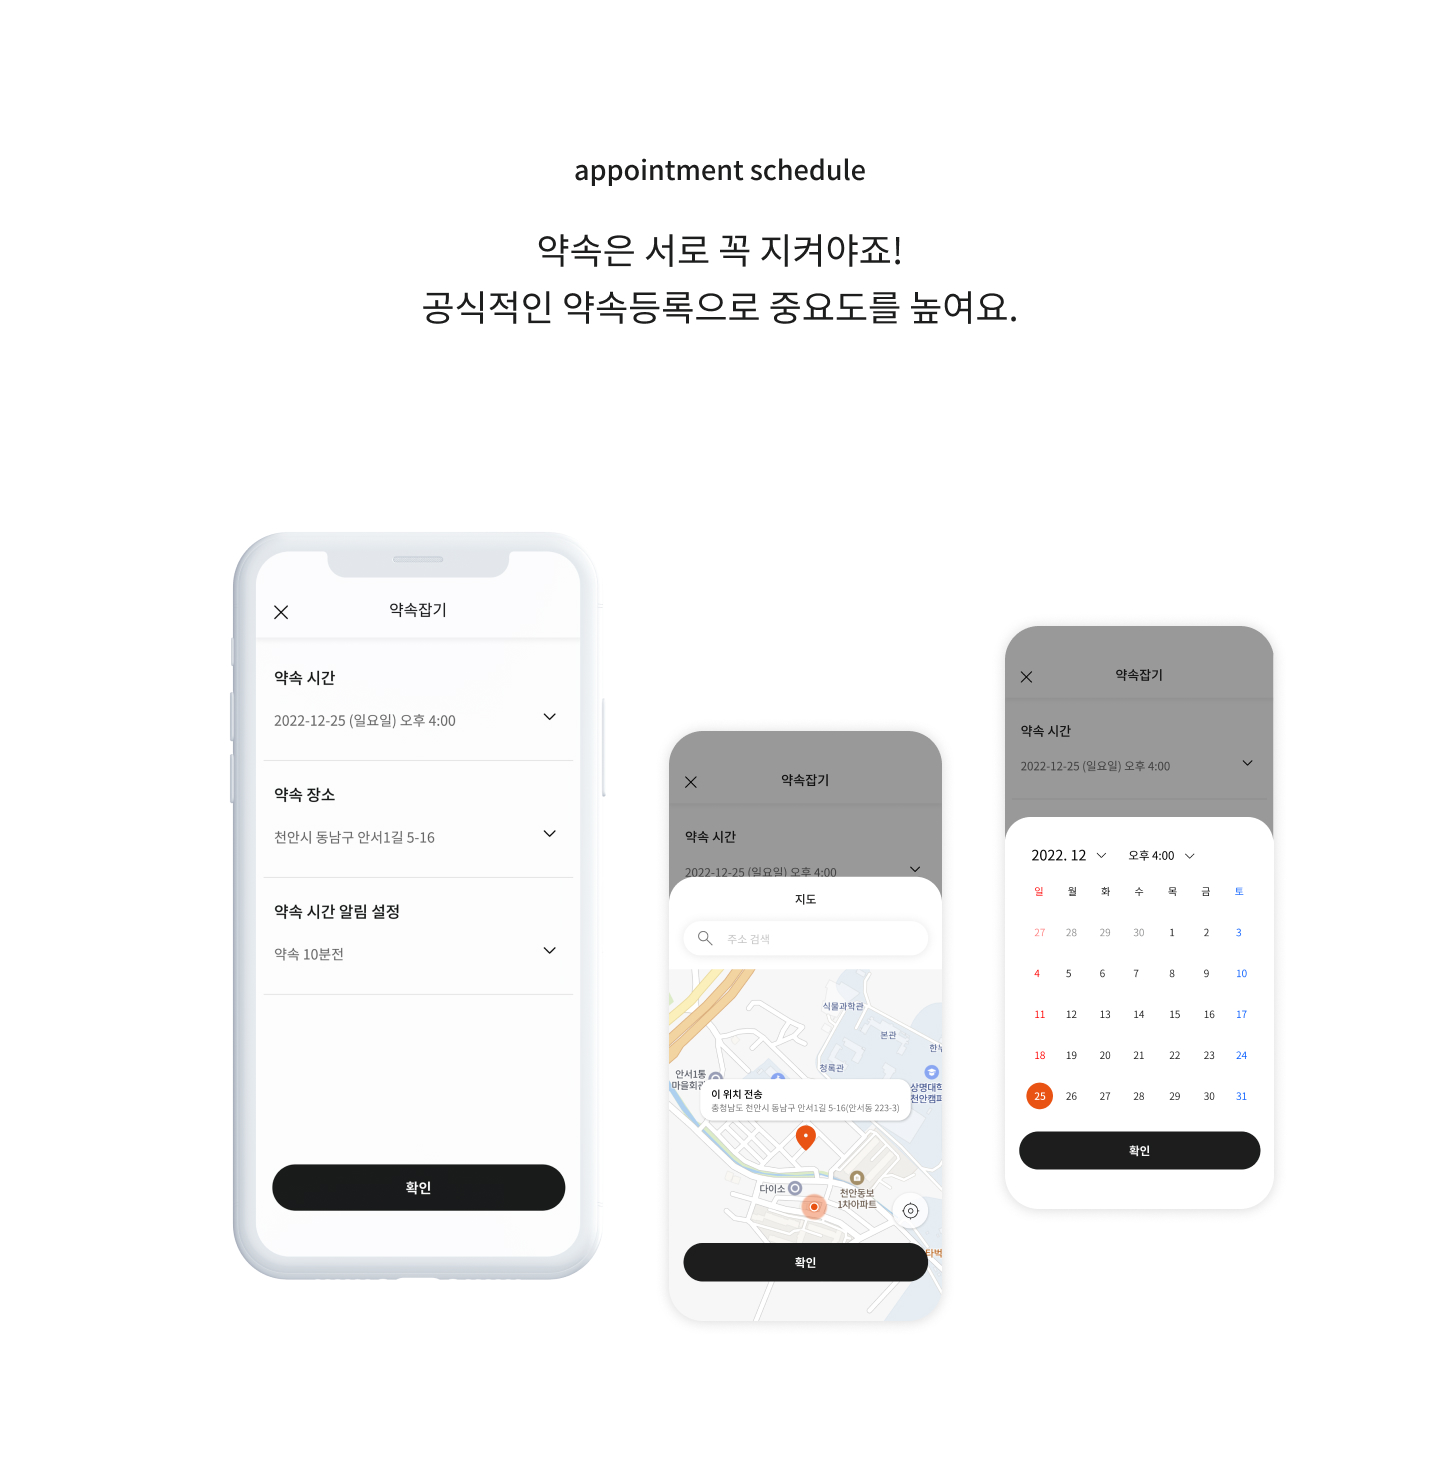 appointment schedule
약속은 서로 꼭 지켜야죠!
공식적인 약속등록으로 중요도를 높여요.
약속잡기
약속 시간
2022-12-25 (일요일) 오후 4:00
약속 장소
천안시 동남구 안서1길 5-16
약속 시간 알림 설정
약속 10분전
확인
약속잡기
약속 시간
2022-12-25 (일요일) 오후 4:00
지도
주소 검색
식물과학관
본관
청록관
안서1통
마을회관
상명대학
천안캠퍼
이 위치 전송
충청남도 천안시 동남구 안서1길 5-16(안서동 223-3)
다이소
천안동보
1차아파트
타벅
확인
약속잡기
약속 시간
2022-12-25 (일요일) 오후 4:00
2022. 12 오후 4:00
일 월 화 수 목 금 토
27 28 29 30 1 2 3
4 5 6 7 8 9 10
11 12 13 14 15 16 17
18 19 20 21 22 23 24
25 26 27 28 29 30 31
확인